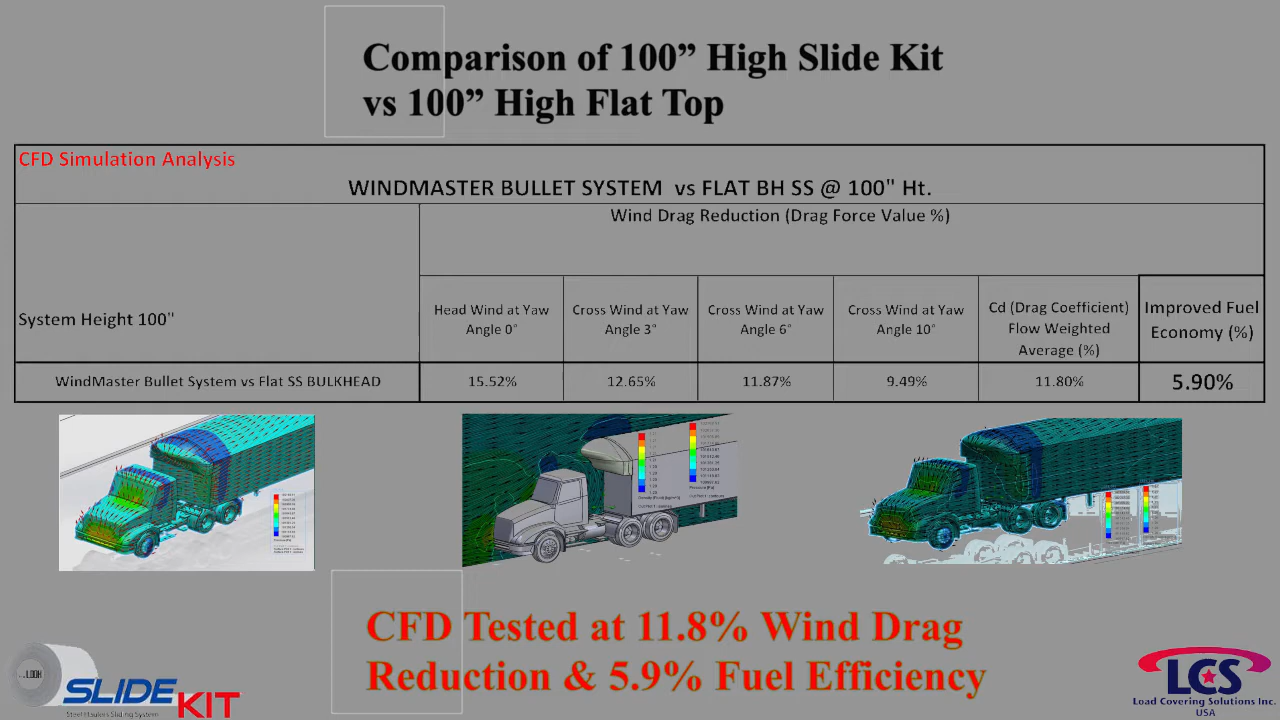 Comparison of 100” High Slide Kit
vs 100” High Flat Top
CFD Simulation Analysis
WINDMASTER BULLET SYSTEM vs FLAT BH SS @ 100" Ht.
Wind Drag Reduction (Drag Force Value %)
System Height 100"
Head Wind at Yaw
Angle 0°
Cross Wind at Yaw
Angle 3°
Cross Wind at Yaw
Angle 6°
Cross Wind at Yaw
Angle 10°
Cd (Drag Coefficient)
Flow Weighted
Average (%)
Improved Fuel
Economy (%)
WindMaster Bullet System vs Flat SS BULKHEAD 15.52% 12.65% 11.87% 9.49% 11.80% 5.90%
CFD Tested at 11.8% Wind Drag
Reduction & 5.9% Fuel Efficiency
...LOOK
SLIDE
KIT
Steel Haulers Sliding System
LCS
Load Covering Solutions Inc.
USA